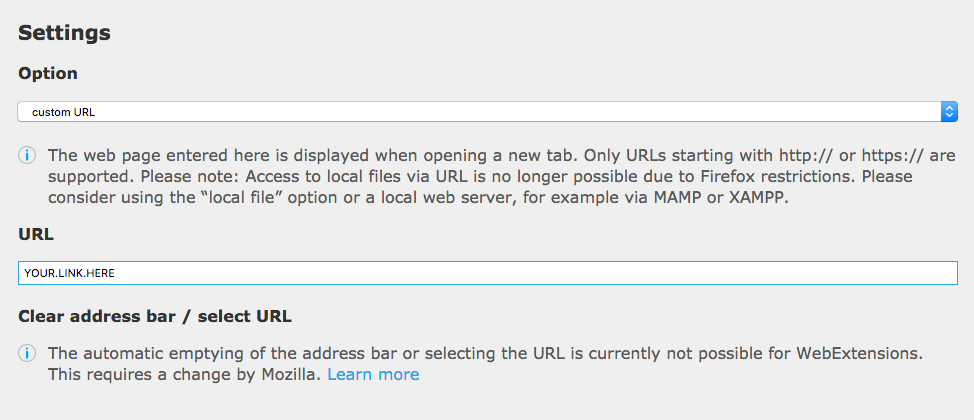 Settings
Option
custom URL
The web page entered here is displayed when opening a new tab. Only URLs starting with http:// or https:// are
supported. Please note: Access to local files via URL is no longer possible due to Firefox restrictions. Please
consider using the “local file” option or a local web server, for example via MAMP or XAMPP.
URL
YOUR.LINK.HERE
Clear address bar / select URL
The automatic emptying of the address bar or selecting the URL is currently not possible for WebExtensions.
This requires a change by Mozilla. Learn more